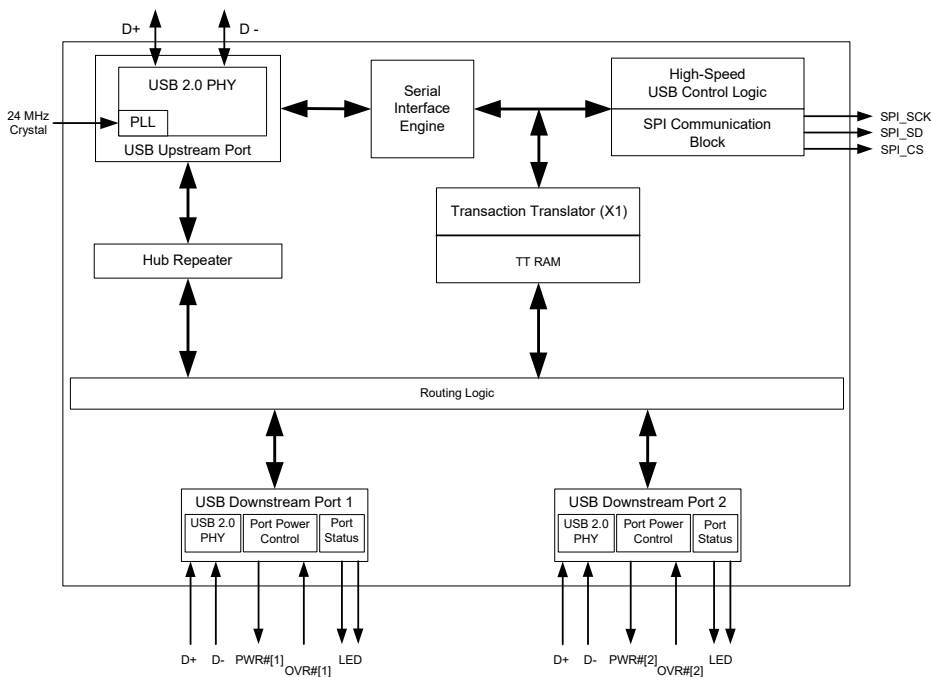 D+
D -
USB 2.0 PHY
PLL
24 MHz
Crystal
USB Upstream Port
Serial
Interface
Engine
High-Speed
USB Control Logic
SPI Communication
Block
SPI_SCK
SPI_SD
SPI_CS
Transaction Translator (X1)
TT RAM
Hub Repeater
Routing Logic
USB Downstream Port 1
USB 2.0
PHY
Port Power
Control
Port
Status
USB Downstream Port 2
USB 2.0
PHY
Port Power
Control
Port
Status
D+
D-
PWR#[1]
OVR#[1]
LED
D+
D-
PWR#[2]
OVR#[2]
LED